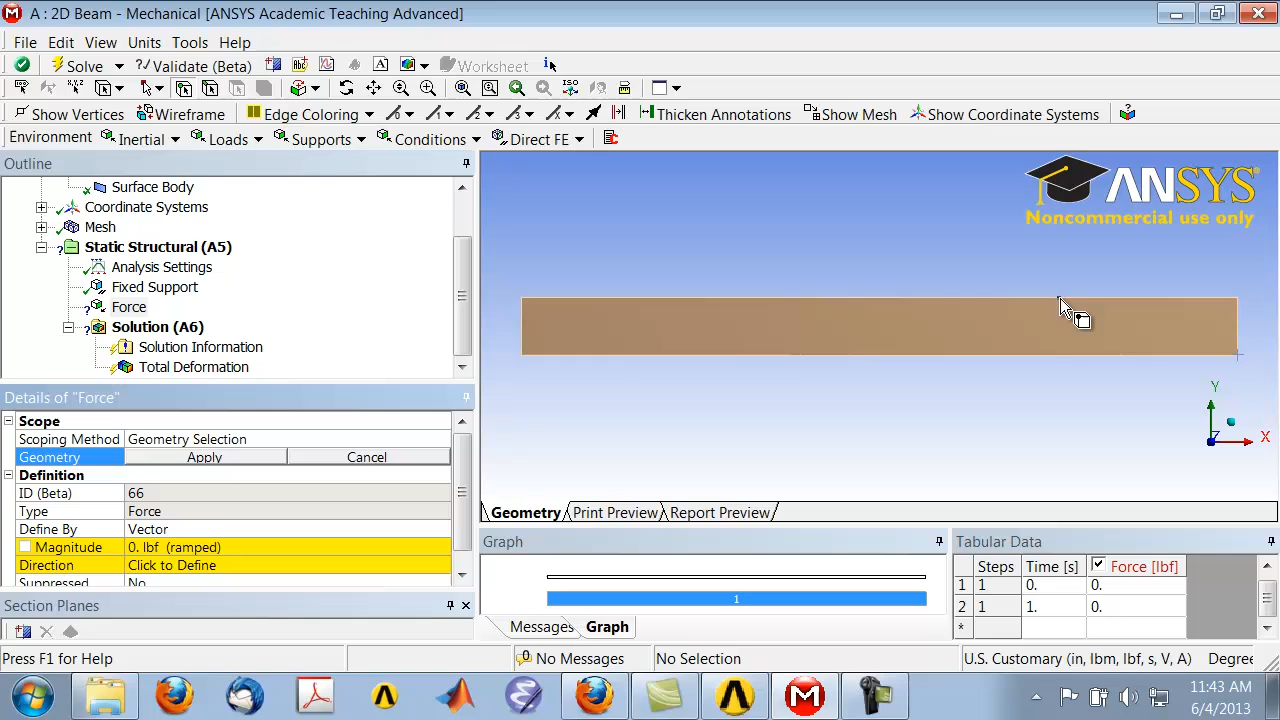 A : 2D Beam - Mechanical [ANSYS Academic Teaching Advanced]
File Edit View Units Tools Help
Solve ?/ Validate (Beta) A Worksheet i
ISO
Show Vertices Wireframe Edge Coloring Thicken Annotations Show Mesh Show Coordinate Systems
Environment Inertial Loads Supports Conditions Direct FE
Outline
Surface Body
Coordinate Systems
Mesh
Static Structural (A5)
Analysis Settings
Fixed Support
Force
Solution (A6)
Solution Information
Total Deformation
Details of "Force"
Scope
Scoping Method Geometry Selection
Geometry Apply Cancel
Definition
ID (Beta) 66
Type Force
Define By Vector
Magnitude 0. lbf (ramped)
Direction Click to Define
Suppressed No
Section Planes
ANSYS
Noncommercial use only
Y
Z X
Geometry Print Preview Report Preview
Graph
1
Messages Graph
Tabular Data
Steps Time [s] Force [lbf]
1 1 0. 0.
2 1 1. 0.
*
Press F1 for Help 0 No Messages No Selection U.S. Customary (in, lbm, lbf, s, V, A) Degree
11:43 AM
6/4/2013